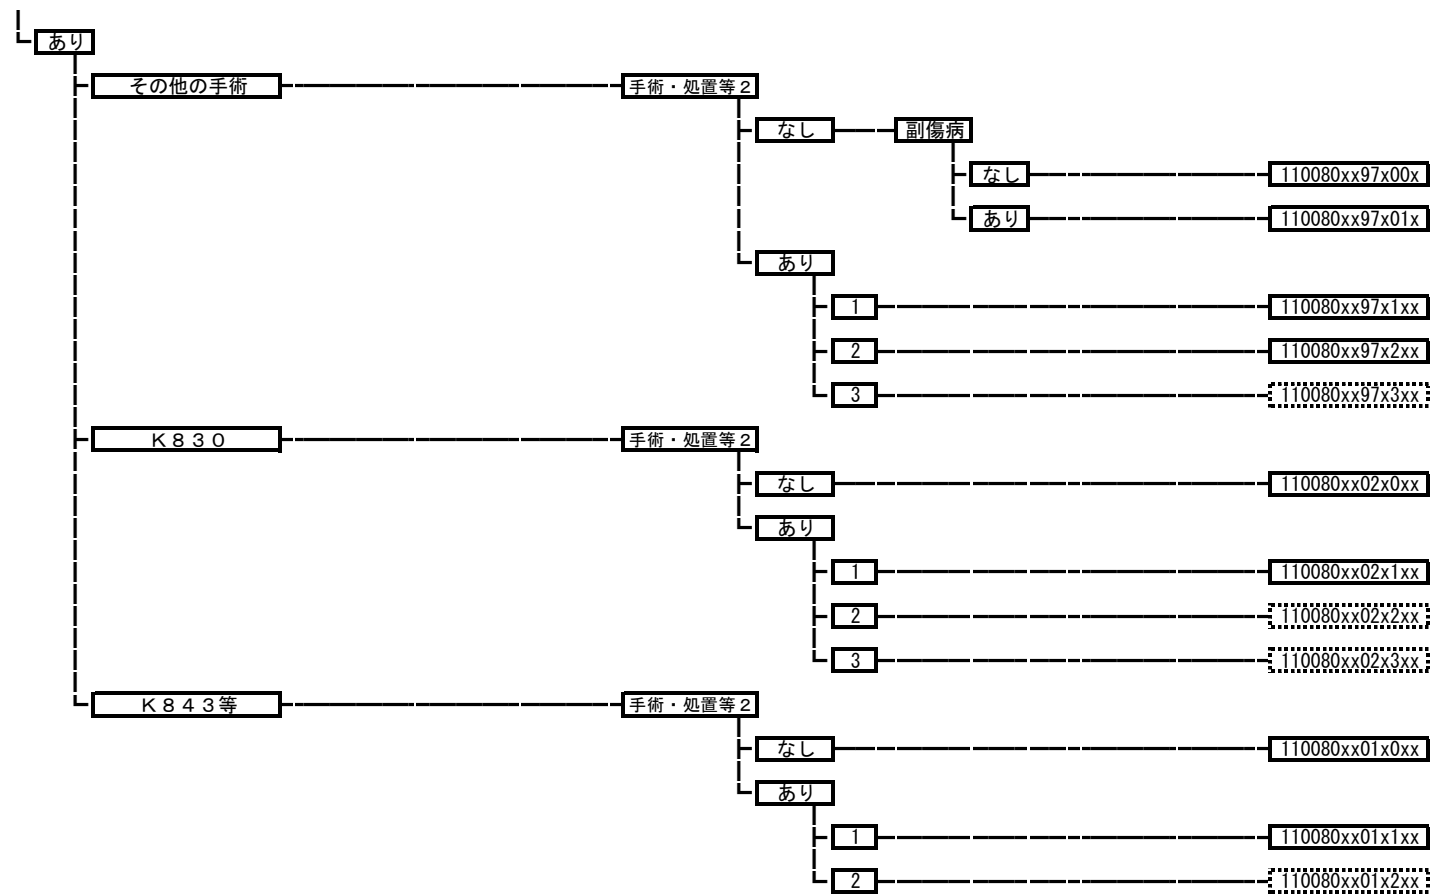 あり
その他の手術 手術・処置等２
なし 副傷病
なし 110080xx97x00x
あり 110080xx97x01x
あり
1 110080xx97x1xx
2 110080xx97x2xx
3 110080xx97x3xx
Ｋ８３０ 手術・処置等２
なし 110080xx02x0xx
あり
1 110080xx02x1xx
2 110080xx02x2xx
3 110080xx02x3xx
Ｋ８４３等 手術・処置等２
なし 110080xx01x0xx
あり
1 110080xx01x1xx
2 110080xx01x2xx